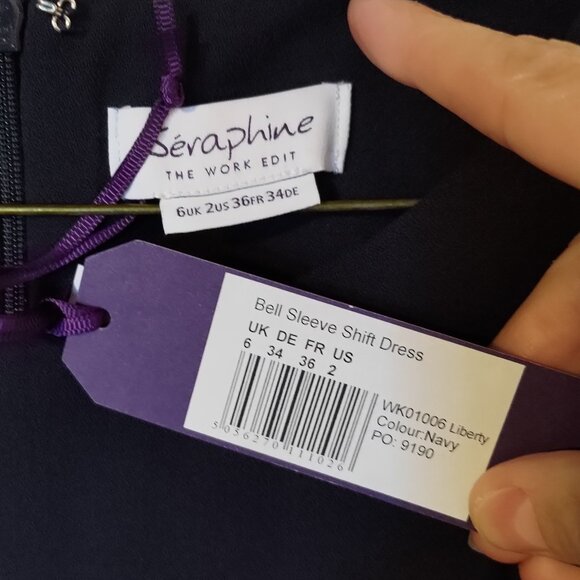 Séraphine
THE WORK EDIT
6UK 2US 36FR 34DE
Bell Sleeve Shift Dress
UK DE FR US
6 34 36 2
WK01006 Liberty
Colour:Navy
PO: 9190
5056270111026